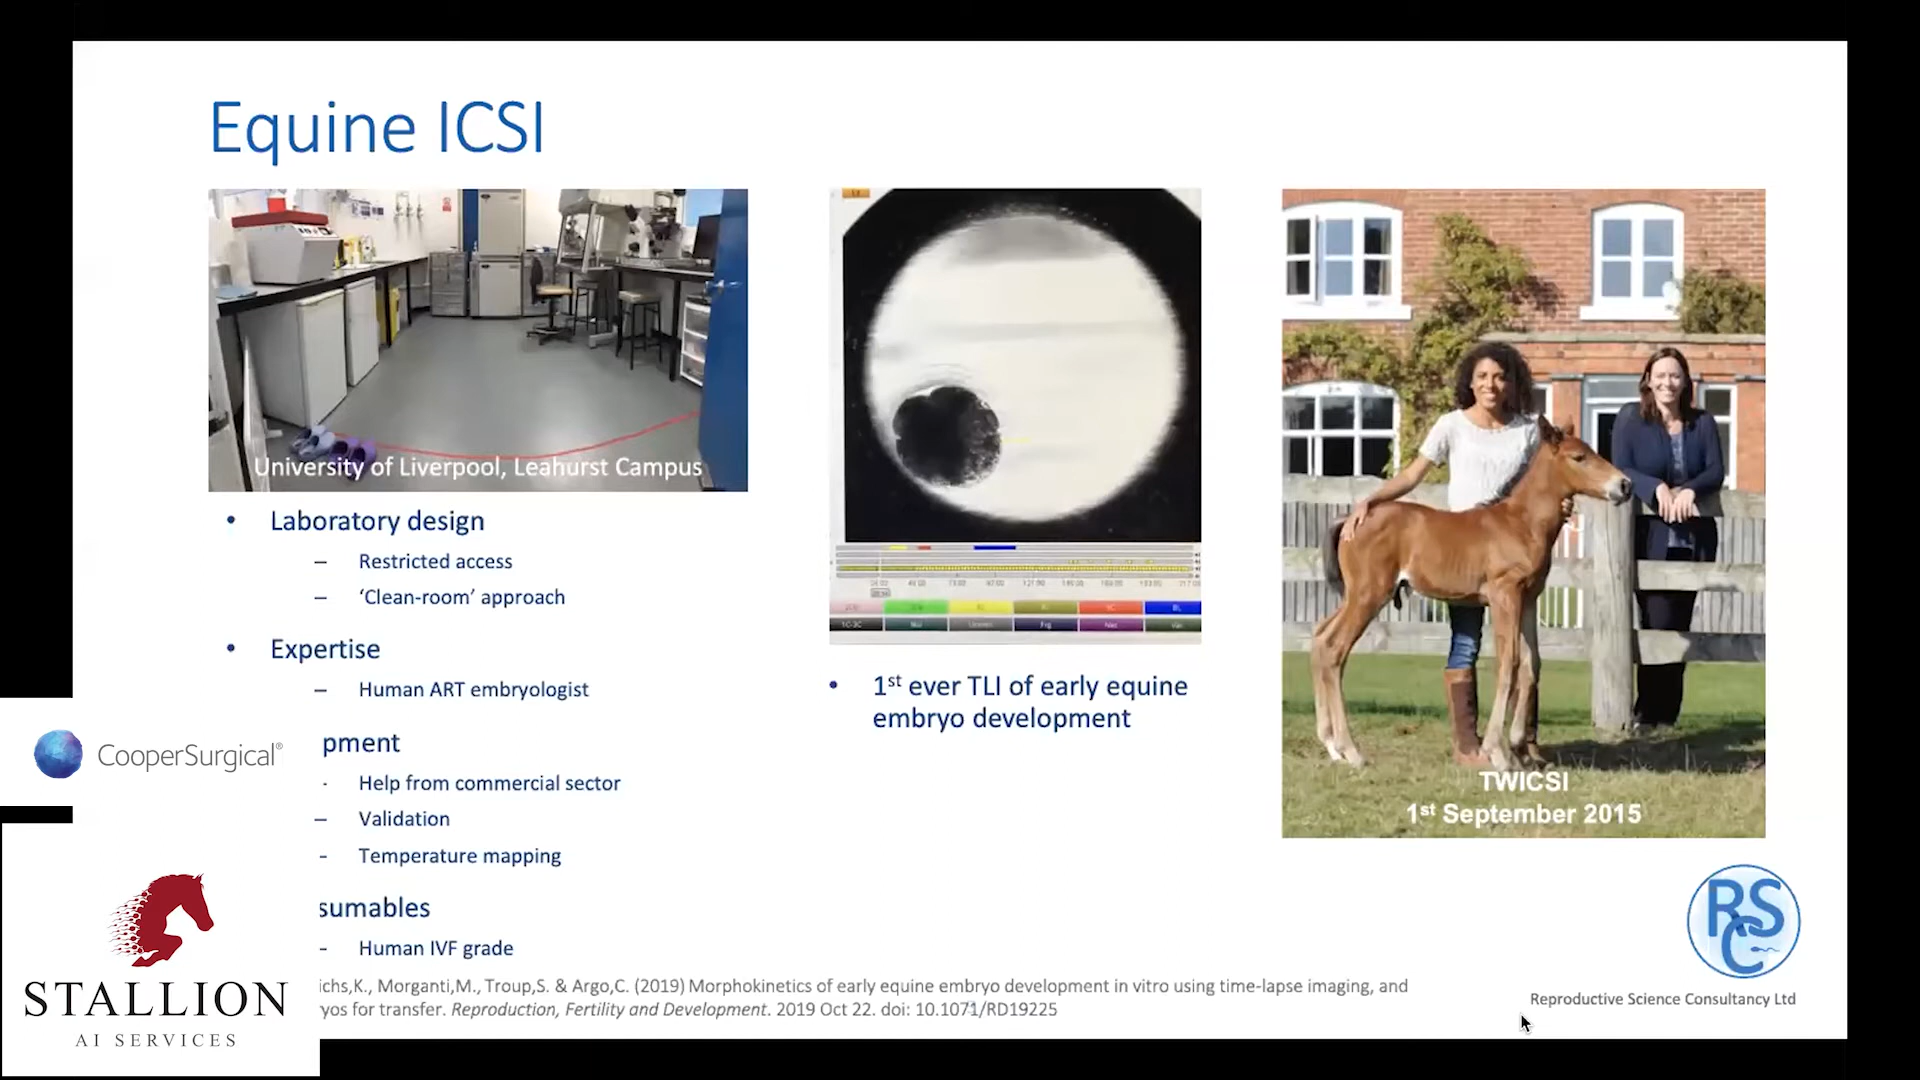 Equine ICSI
University of Liverpool, Leahurst Campus
• Laboratory design
– Restricted access
– ‘Clean-room’ approach
• Expertise
– Human ART embryologist
pment
- Help from commercial sector
– Validation
- Temperature mapping
sumables
- Human IVF grade
• 1st ever TLI of early equine
embryo development
TWICSI
1st September 2015
CooperSurgical®
STALLION
AI SERVICES
ichs,K., Morganti,M., Troup,S. & Argo,C. (2019) Morphokinetics of early equine embryo development in vitro using time-lapse imaging, and
yos for transfer. Reproduction, Fertility and Development. 2019 Oct 22. doi: 10.1071/RD19225
RSC
Reproductive Science Consultancy Ltd